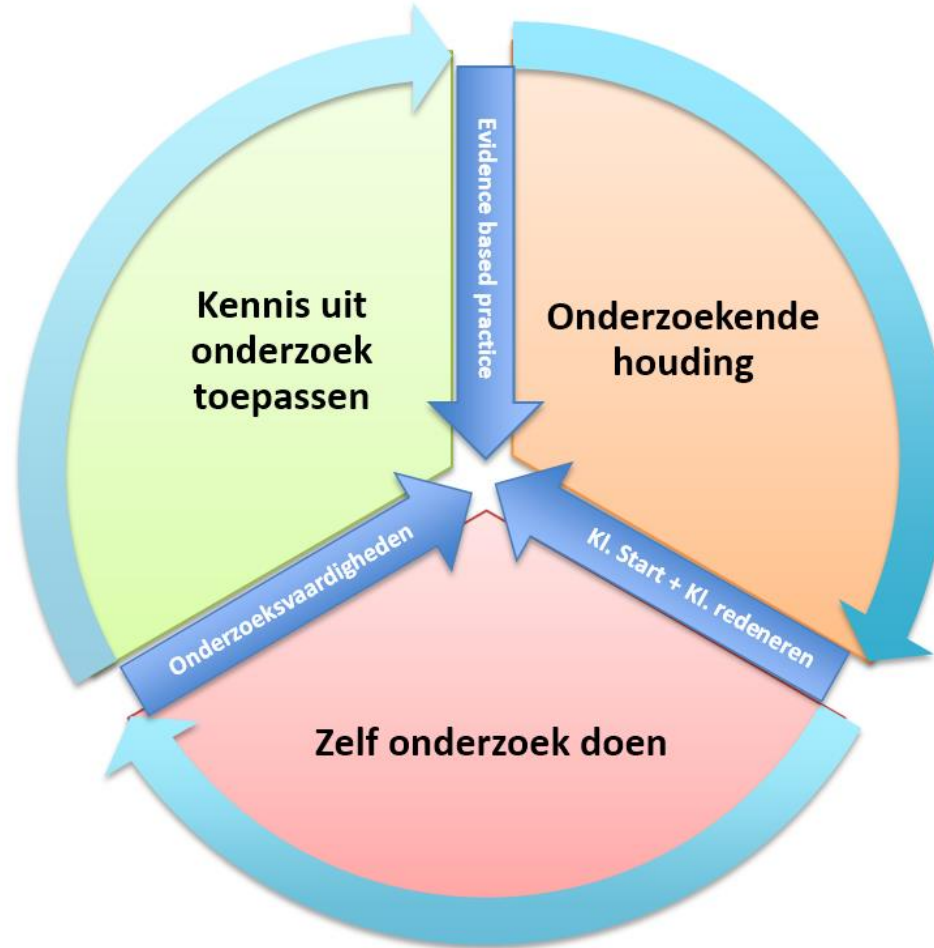 Evidence based practice
Kennis uit
onderzoek
toepassen
Onderzoekende
houding
Onderzoeksvaardigheden
Kl. Start + Kl. redeneren
Zelf onderzoek doen